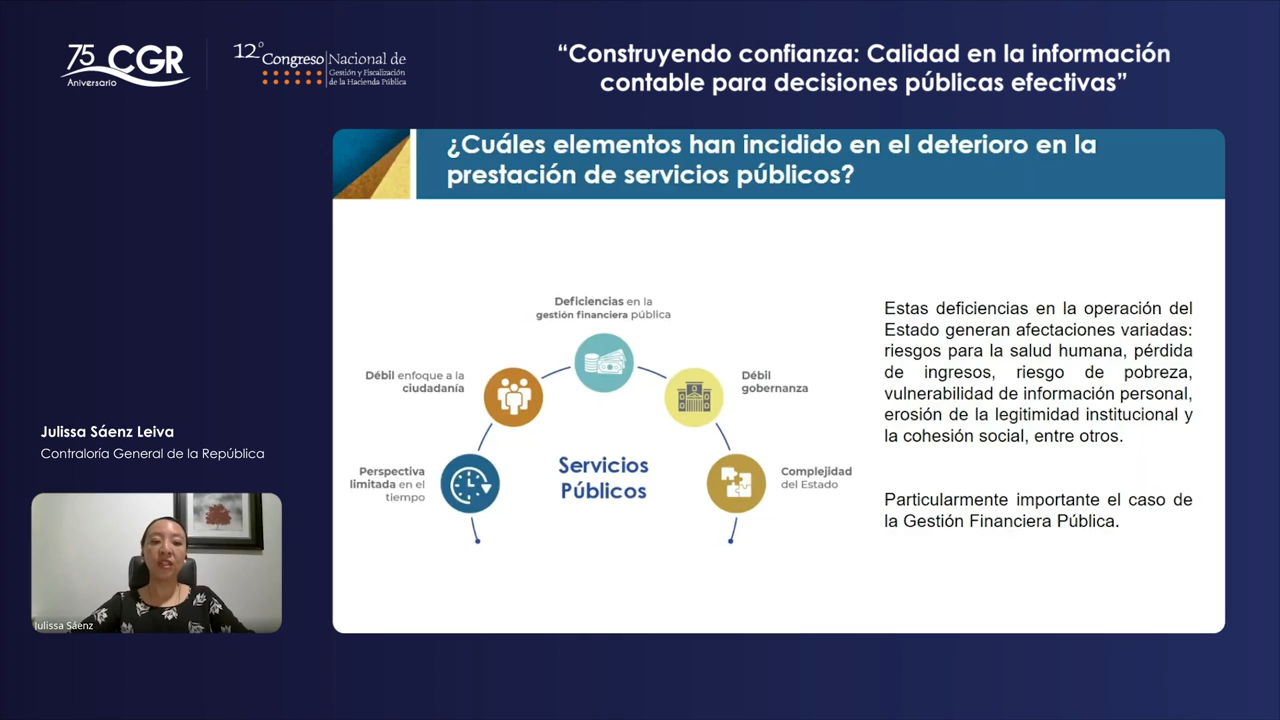 75 CGR
Aniversario
12° Congreso Nacional de
Gestión y Fiscalización
de la Hacienda Pública
“Construyendo confianza: Calidad en la información
contable para decisiones públicas efectivas”
¿Cuáles elementos han incidido en el deterioro en la
prestación de servicios públicos?
Deficiencias en la
gestión financiera pública
Débil enfoque a la
ciudadanía
Débil
gobernanza
Perspectiva
limitada en el
tiempo
Servicios
Públicos
Complejidad
del Estado
Estas deficiencias en la operación del
Estado generan afectaciones variadas:
riesgos para la salud humana, pérdida
de ingresos, riesgo de pobreza,
vulnerabilidad de información personal,
erosión de la legitimidad institucional y
la cohesión social, entre otros.
Particularmente importante el caso de
la Gestión Financiera Pública.
Julissa Sáenz Leiva
Contraloría General de la República
Julissa Sáenz